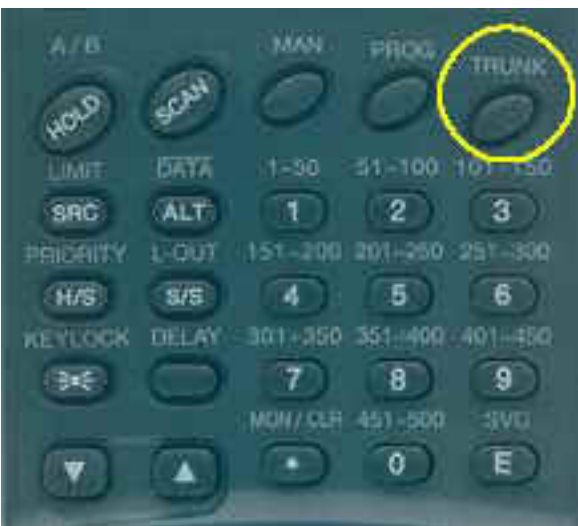 A/B MAN PROG TRUNK
HOLD SCAN
LIMIT DATA 1-50 51-100 101-150
SRC ALT 1 2 3
PRIORITY L-OUT 151-200 201-250 251-300
H/S S/S 4 5 6
KEYLOCK DELAY 301-350 351-400 401-450
7 8 9
MON/CLR 451-500 SVC
0 E